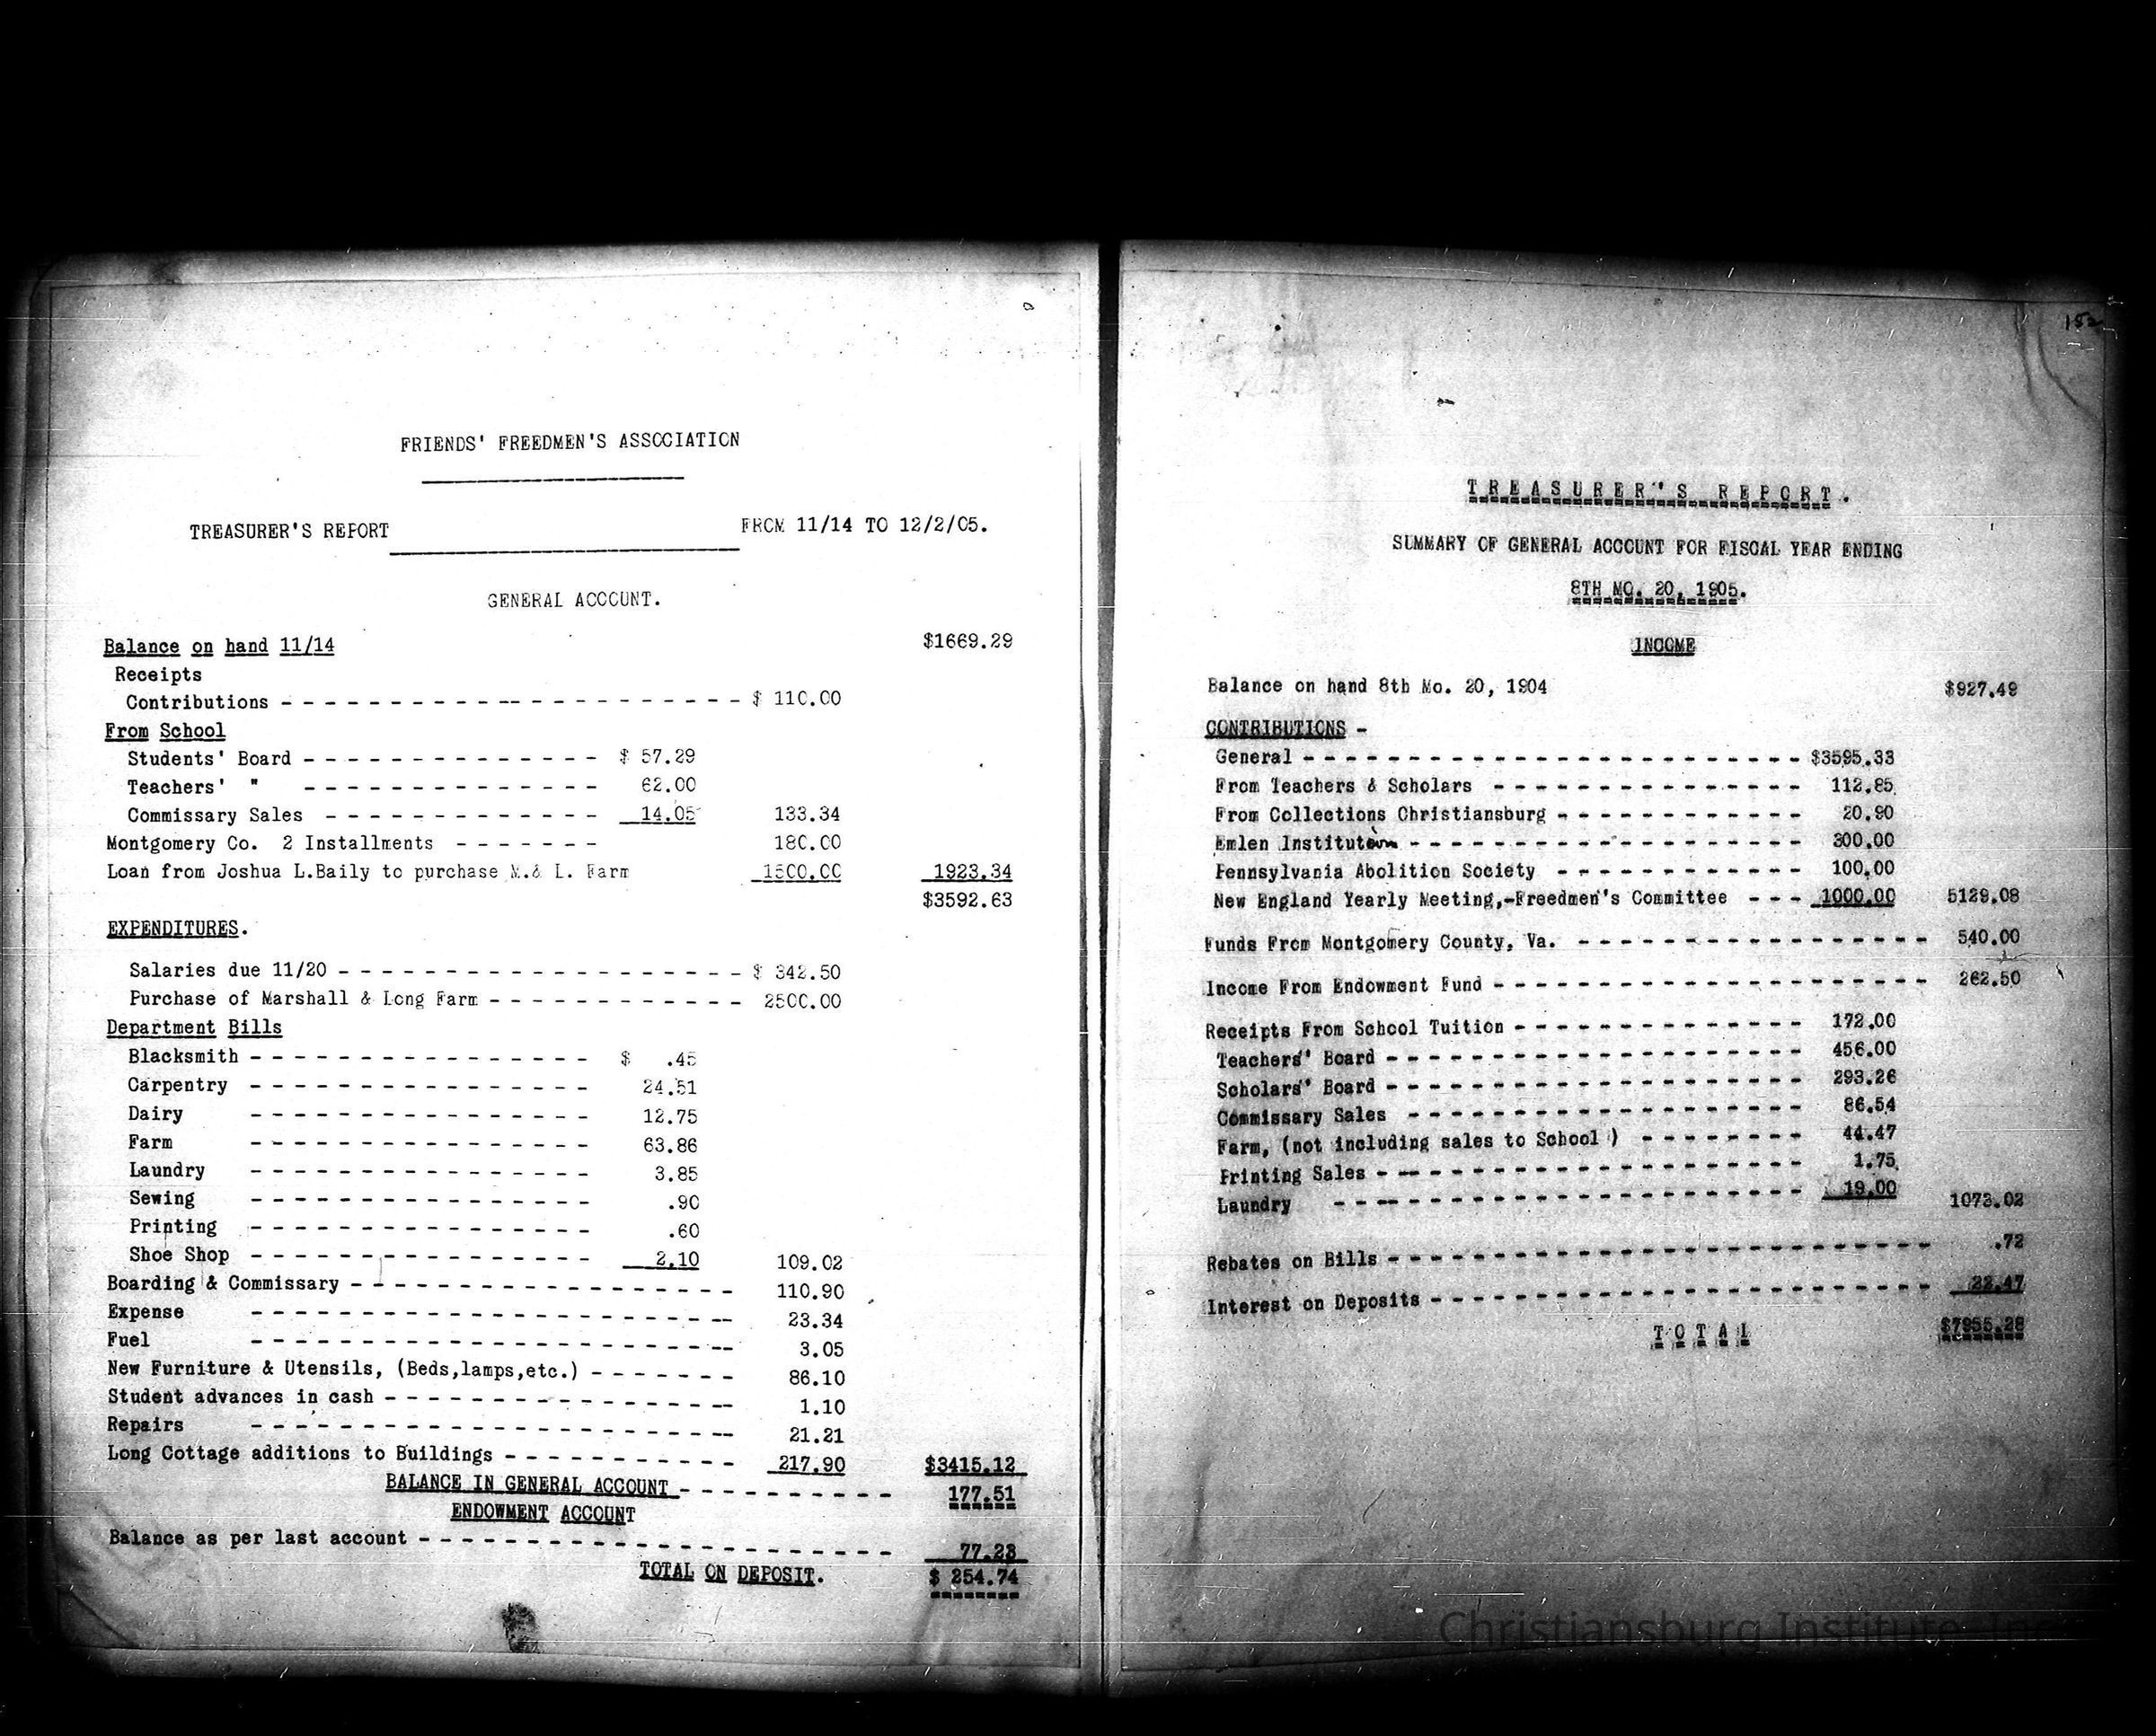 FRIENDS' FREEDMEN'S ASSOCIATION
TREASURER'S REPORT FROM 11/14 TO 12/2/05.
GENERAL ACCOUNT.
Balance on hand 11/14 $1669.29
Receipts
Contributions - - - - - - - - - - - - - - - - - - - - - $ 110.00
From School
Students' Board - - - - - - - - - - - - - - $ 57.29
Teachers' " - - - - - - - - - - - - - - 62.00
Commissary Sales - - - - - - - - - - - - - 14.05 133.34
Montgomery Co. 2 Installments - - - - - - - 180.00
Loan from Joshua L.Baily to purchase M.& L. Farm 1500.00 1923.34
$3592.63
EXPENDITURES.
Salaries due 11/20 - - - - - - - - - - - - - - - - - - - $ 342.50
Purchase of Marshall & Long Farm - - - - - - - - - - - - 2500.00
Department Bills
Blacksmith - - - - - - - - - - - - - - - - $ .45
Carpentry - - - - - - - - - - - - - - - - 24.51
Dairy - - - - - - - - - - - - - - - - 12.75
Farm - - - - - - - - - - - - - - - - 63.86
Laundry - - - - - - - - - - - - - - - - 3.85
Sewing - - - - - - - - - - - - - - - - .90
Printing - - - - - - - - - - - - - - - - .60
Shoe Shop - - - - - - - - - - - - - - - - 2.10 109.02
Boarding & Commissary - - - - - - - - - - - - - - - - - - 110.90
Expense - - - - - - - - - - - - - - - - - - - - - -- 23.34
Fuel - - - - - - - - - - - - - - - - - - - - - -- 3.05
New Furniture & Utensils, (Beds,lamps,etc.) - - - - - - - 86.10
Student advances in cash - - - - - - - - - - - - - - - -- 1.10
Repairs - - - - - - - - - - - - - - - - - - - - - -- 21.21
Long Cottage additions to Buildings - - - - - - - - - - - 217.90 $3415.12
BALANCE IN GENERAL ACCOUNT - - - - - - - - - - 177.51
ENDOWMENT ACCOUNT
Balance as per last account - - - - - - - - - - - - - - - - - - - - - - 77.23
TOTAL ON DEPOSIT. $ 254.74
152
TREASURER'S REPORT.
SUMMARY OF GENERAL ACCOUNT FOR FISCAL YEAR ENDING
8TH MO. 20, 1905.
INCOME
Balance on hand 8th Mo. 20, 1904 $927.49
CONTRIBUTIONS -
General - - - - - - - - - - - - - - - - - - - - - - - - $3595.33
From Teachers & Scholars - - - - - - - - - - - - - - - 112.85
From Collections Christiansburg - - - - - - - - - - - - 20.90
Emlen Institution - - - - - - - - - - - - - - - - - - - 300.00
Pennsylvania Abolition Society - - - - - - - - - - - - 100.00
New England Yearly Meeting,-Freedmen's Committee - - - 1000.00 5129.08
Funds From Montgomery County, Va. - - - - - - - - - - - - - - - - - 540.00
Income From Endowment Fund - - - - - - - - - - - - - - - - - - - - - 262.50
Receipts From School Tuition - - - - - - - - - - - - - - 172.00
Teachers' Board - - - - - - - - - - - - - - - - - - - - 456.00
Scholars' Board - - - - - - - - - - - - - - - - - - - - 293.26
Commissary Sales - - - - - - - - - - - - - - - - - - - 86.54
Farm, (not including sales to School ) - - - - - - - - 44.47
Printing Sales - - - - - - - - - - - - - - - - - - - - 1.75
Laundry - - - - - - - - - - - - - - - - - - - - - - 19.00 1073.02
Rebates on Bills - - - - - - - - - - - - - - - - - - - - - - - - - - .72
Interest on Deposits - - - - - - - - - - - - - - - - - - - - - - - - 22.47
TOTAL $7955.28
Christiansburg Institute, Inc